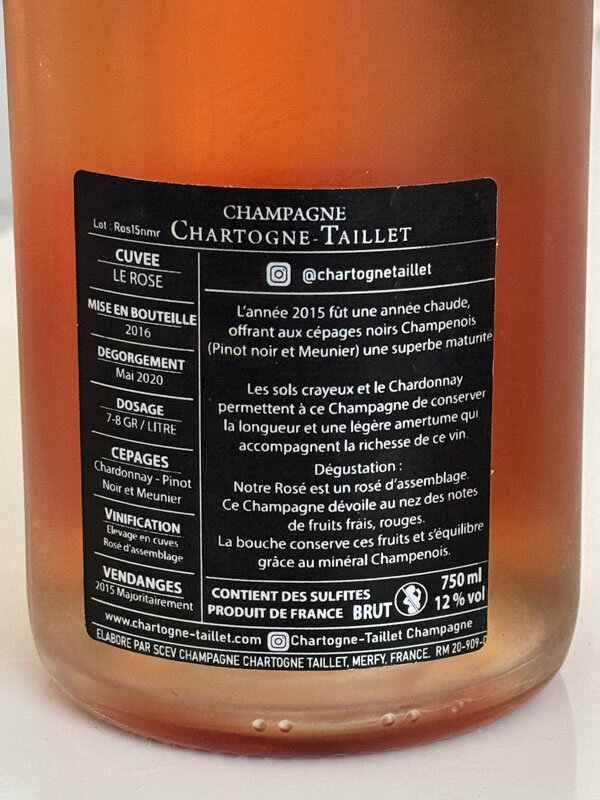 CHAMPAGNE
Lot : Ros15nmr CHARTOGNE-TAILLET
CUVEE
LE ROSE
MISE EN BOUTEILLE
2016
DEGORGEMENT
Mai 2020
DOSAGE
7-8 GR / LITRE
CEPAGES
Chardonnay - Pinot
Noir et Meunier
VINIFICATION
Elevage en cuves
Rosé d'assemblage
VENDANGES
2015 Majoritairement
@chartognetaillet
L'année 2015 fût une année chaude,
offrant aux cépages noirs Champenois
(Pinot noir et Meunier) une superbe maturité
Les sols crayeux et le Chardonnay
permettent à ce Champagne de conserver
la longueur et une légère amertume qui
accompagnent la richesse de ce vin.
Dégustation :
Notre Rosé est un rosé d'assemblage.
Ce Champagne dévoile au nez des notes
de fruits frais, rouges.
La bouche conserve ces fruits et s'équilibre
grâce au minéral Champenois.
CONTIENT DES SULFITES
PRODUIT DE FRANCE BRUT
750 ml
12 % vol
www.chartogne-taillet.com Chartogne-Taillet Champagne
ELABORE PAR SCEV CHAMPAGNE CHARTOGNE TAILLET, MERFY, FRANCE. RM 20-909-